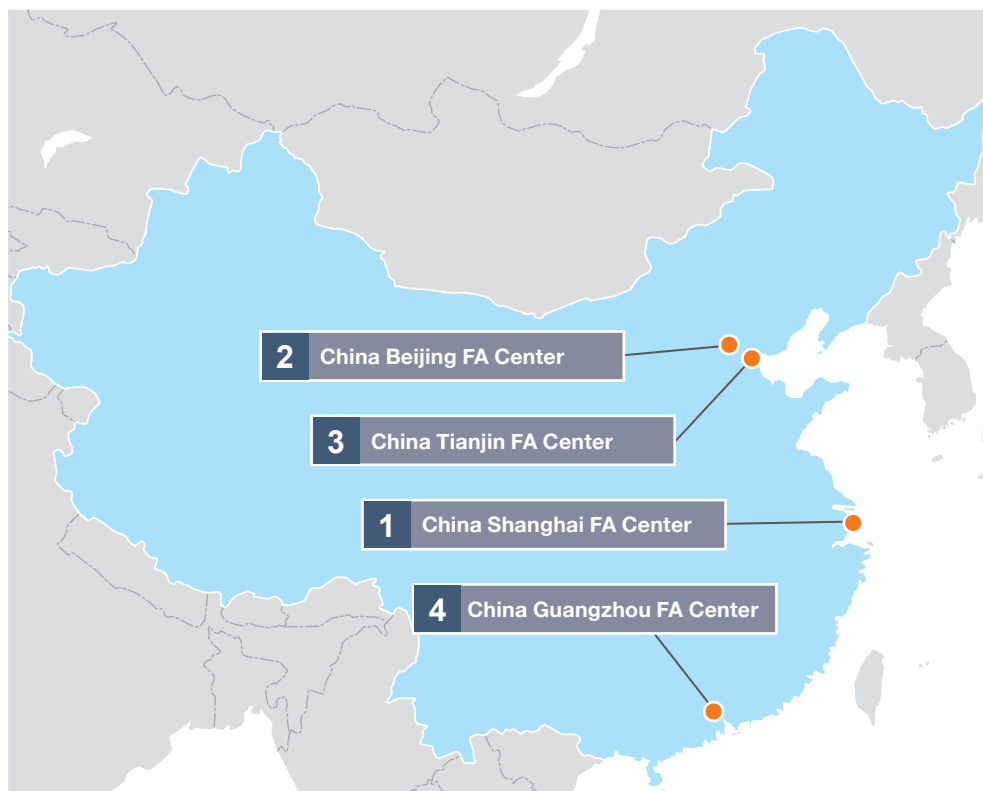 2 China Beijing FA Center
3 China Tianjin FA Center
1 China Shanghai FA Center
4 China Guangzhou FA Center